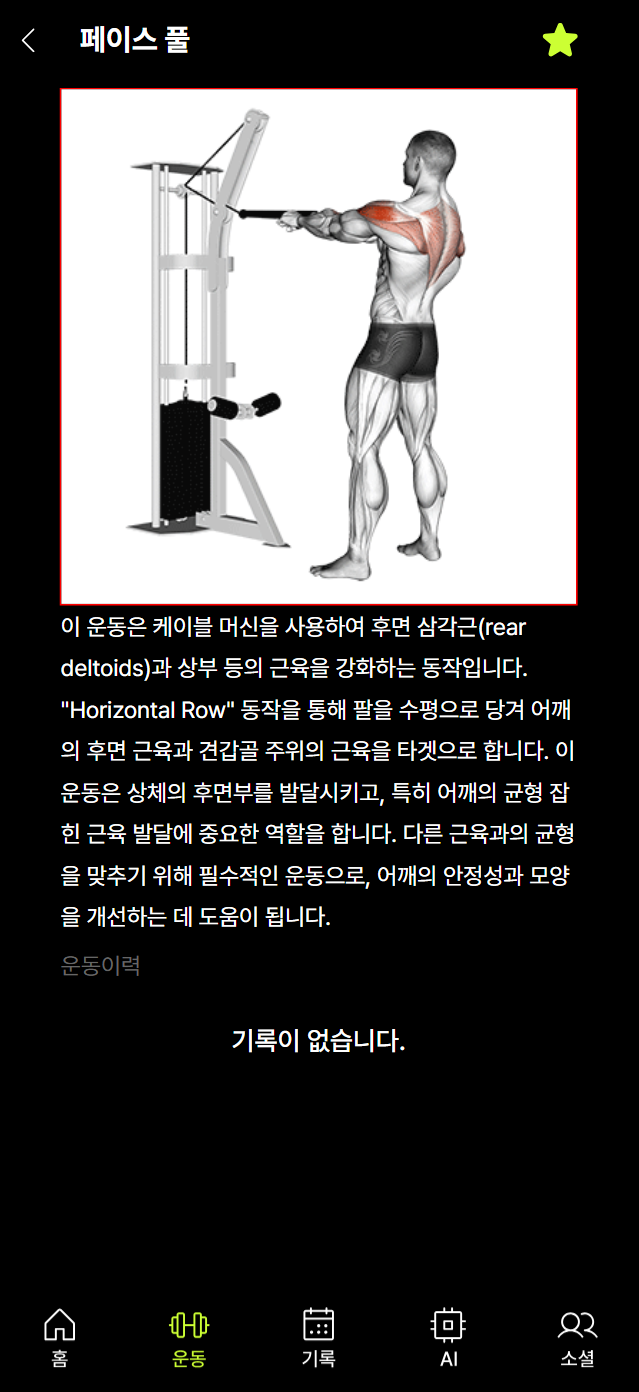 페이스 풀
이 운동은 케이블 머신을 사용하여 후면 삼각근(rear
deltoids)과 상부 등의 근육을 강화하는 동작입니다.
"Horizontal Row" 동작을 통해 팔을 수평으로 당겨 어깨
의 후면 근육과 견갑골 주위의 근육을 타겟으로 합니다. 이
운동은 상체의 후면부를 발달시키고, 특히 어깨의 균형 잡
힌 근육 발달에 중요한 역할을 합니다. 다른 근육과의 균형
을 맞추기 위해 필수적인 운동으로, 어깨의 안정성과 모양
을 개선하는 데 도움이 됩니다.
운동이력
기록이 없습니다.
홈
운동
기록
AI
소셜